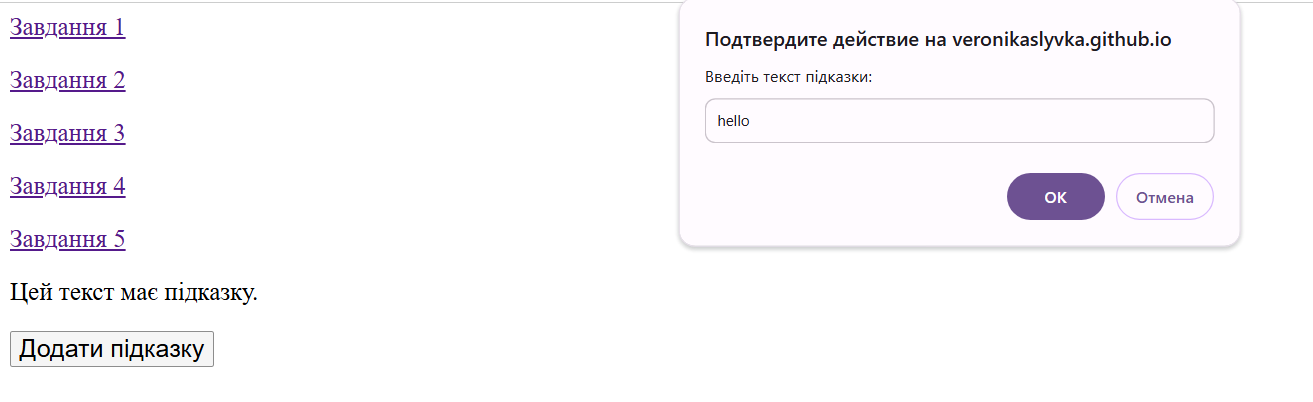 Завдання 1
Завдання 2
Завдання 3
Завдання 4
Завдання 5
Цей текст має підказку.
Додати підказку
Подтвердите действие на veronikaslyvka.github.io
Введіть текст підказки:
hello
ОК
Отмена